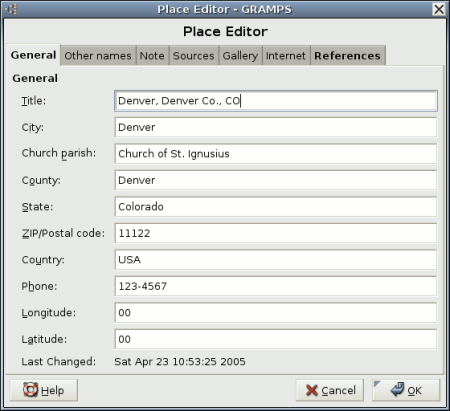 Place Editor - GRAMPS
Place Editor
General Other names Note Sources Gallery Internet References
General
Title: Denver, Denver Co., CO
City: Denver
Church parish: Church of St. Ignusius
County: Denver
State: Colorado
ZIP/Postal code: 11122
Country: USA
Phone: 123-4567
Longitude: 00
Latitude: 00
Last Changed: Sat Apr 23 10:53:25 2005
Help Cancel OK